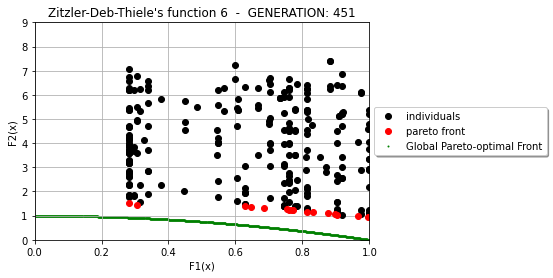 Zitzler-Deb-Thiele's function 6 - GENERATION: 451
9
8
7
6
5
4
3
2
1
0
F2(x)
0.0 0.2 0.4 0.6 0.8 1.0
F1(x)
individuals
pareto front
Global Pareto-optimal Front